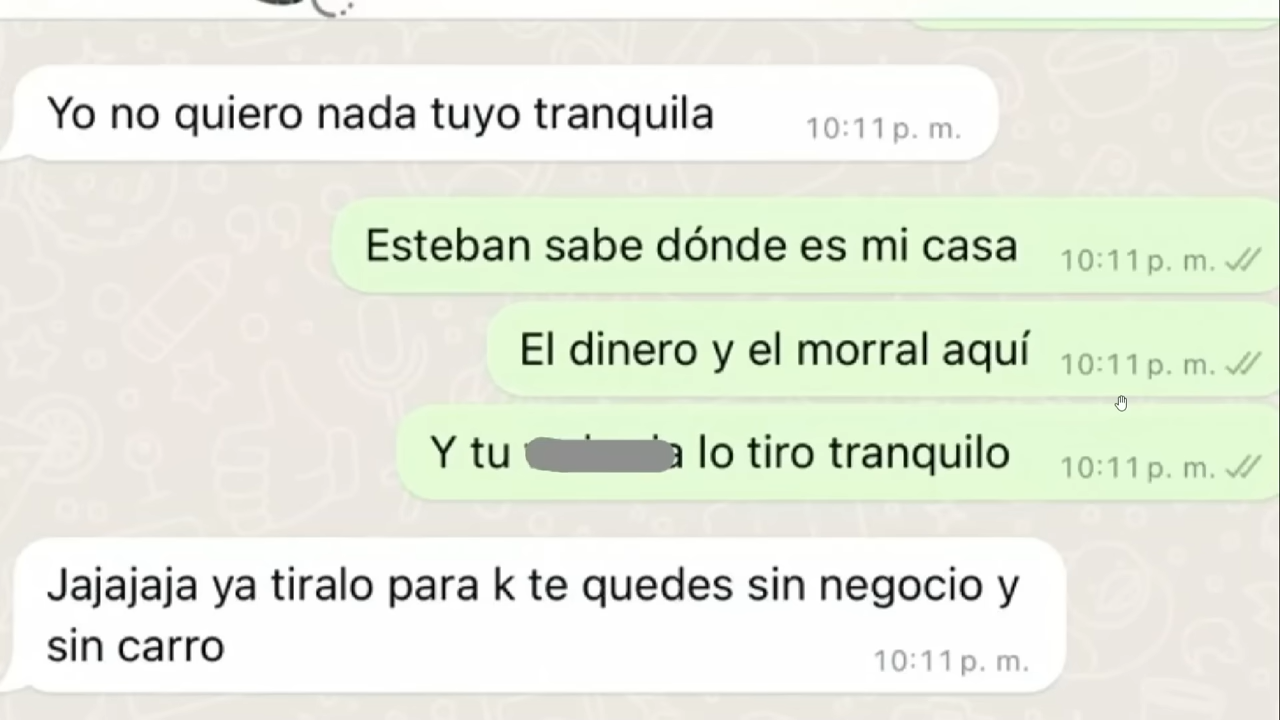 Yo no quiero nada tuyo tranquila
10:11 p. m.
Esteban sabe dónde es mi casa
10:11 p. m.
El dinero y el morral aquí
10:11 p. m.
Y tu lo tiro tranquilo
10:11 p. m.
Jajajaja ya tiralo para k te quedes sin negocio y
sin carro
10:11 p. m.